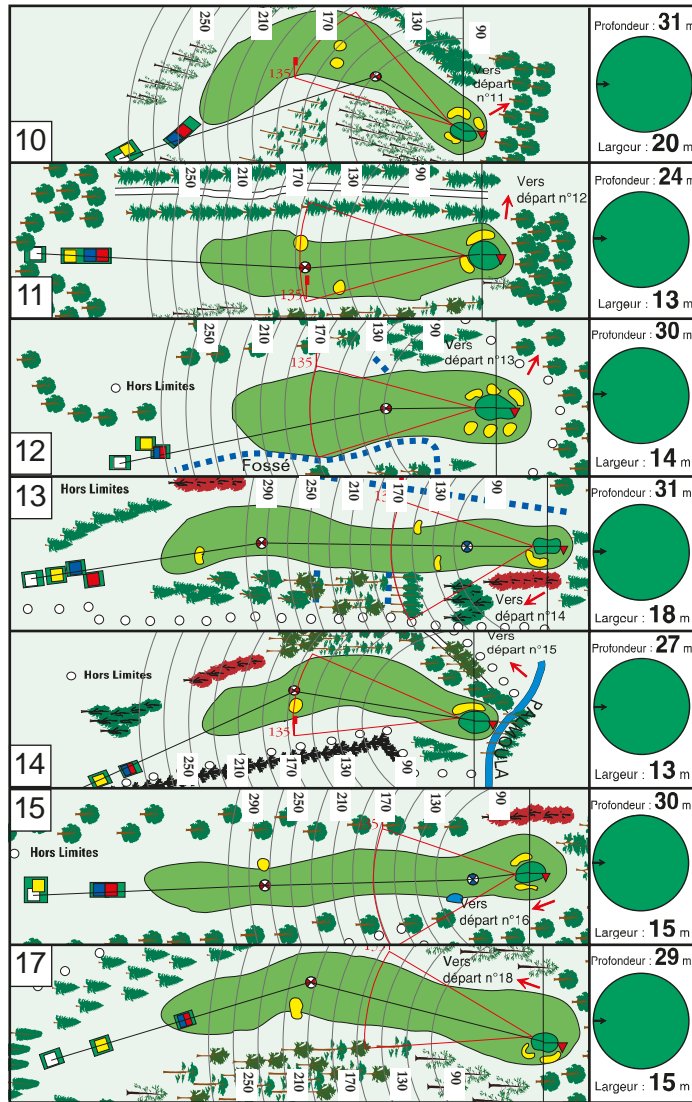 250
210
170
130
90
135
Vers
départ
n°11
10
Profondeur : 31 m
Largeur : 20 m
250
210
170
130
90
Vers
départ n°12
135
11
Profondeur : 24 m
Largeur : 13 m
250
210
170
130
90
135
Vers
départ n°13
Hors Limites
Fossé
12
Profondeur : 30 m
Largeur : 14 m
13
Hors Limites
290
250
210
170
130
90
Vers
départ n°14
Profondeur : 31 m
Largeur : 18 m
Hors Limites
Vers
départ n°15
135
PALMOULA
250
210
170
130
90
14
Profondeur : 27 m
Largeur : 13 m
15
290
250
210
170
130
90
Hors Limites
Vers
départ n°16
Profondeur : 30 m
Largeur : 15 m
17
Vers
départ n°18
250
210
170
130
90
Profondeur : 29 m
Largeur : 15 m